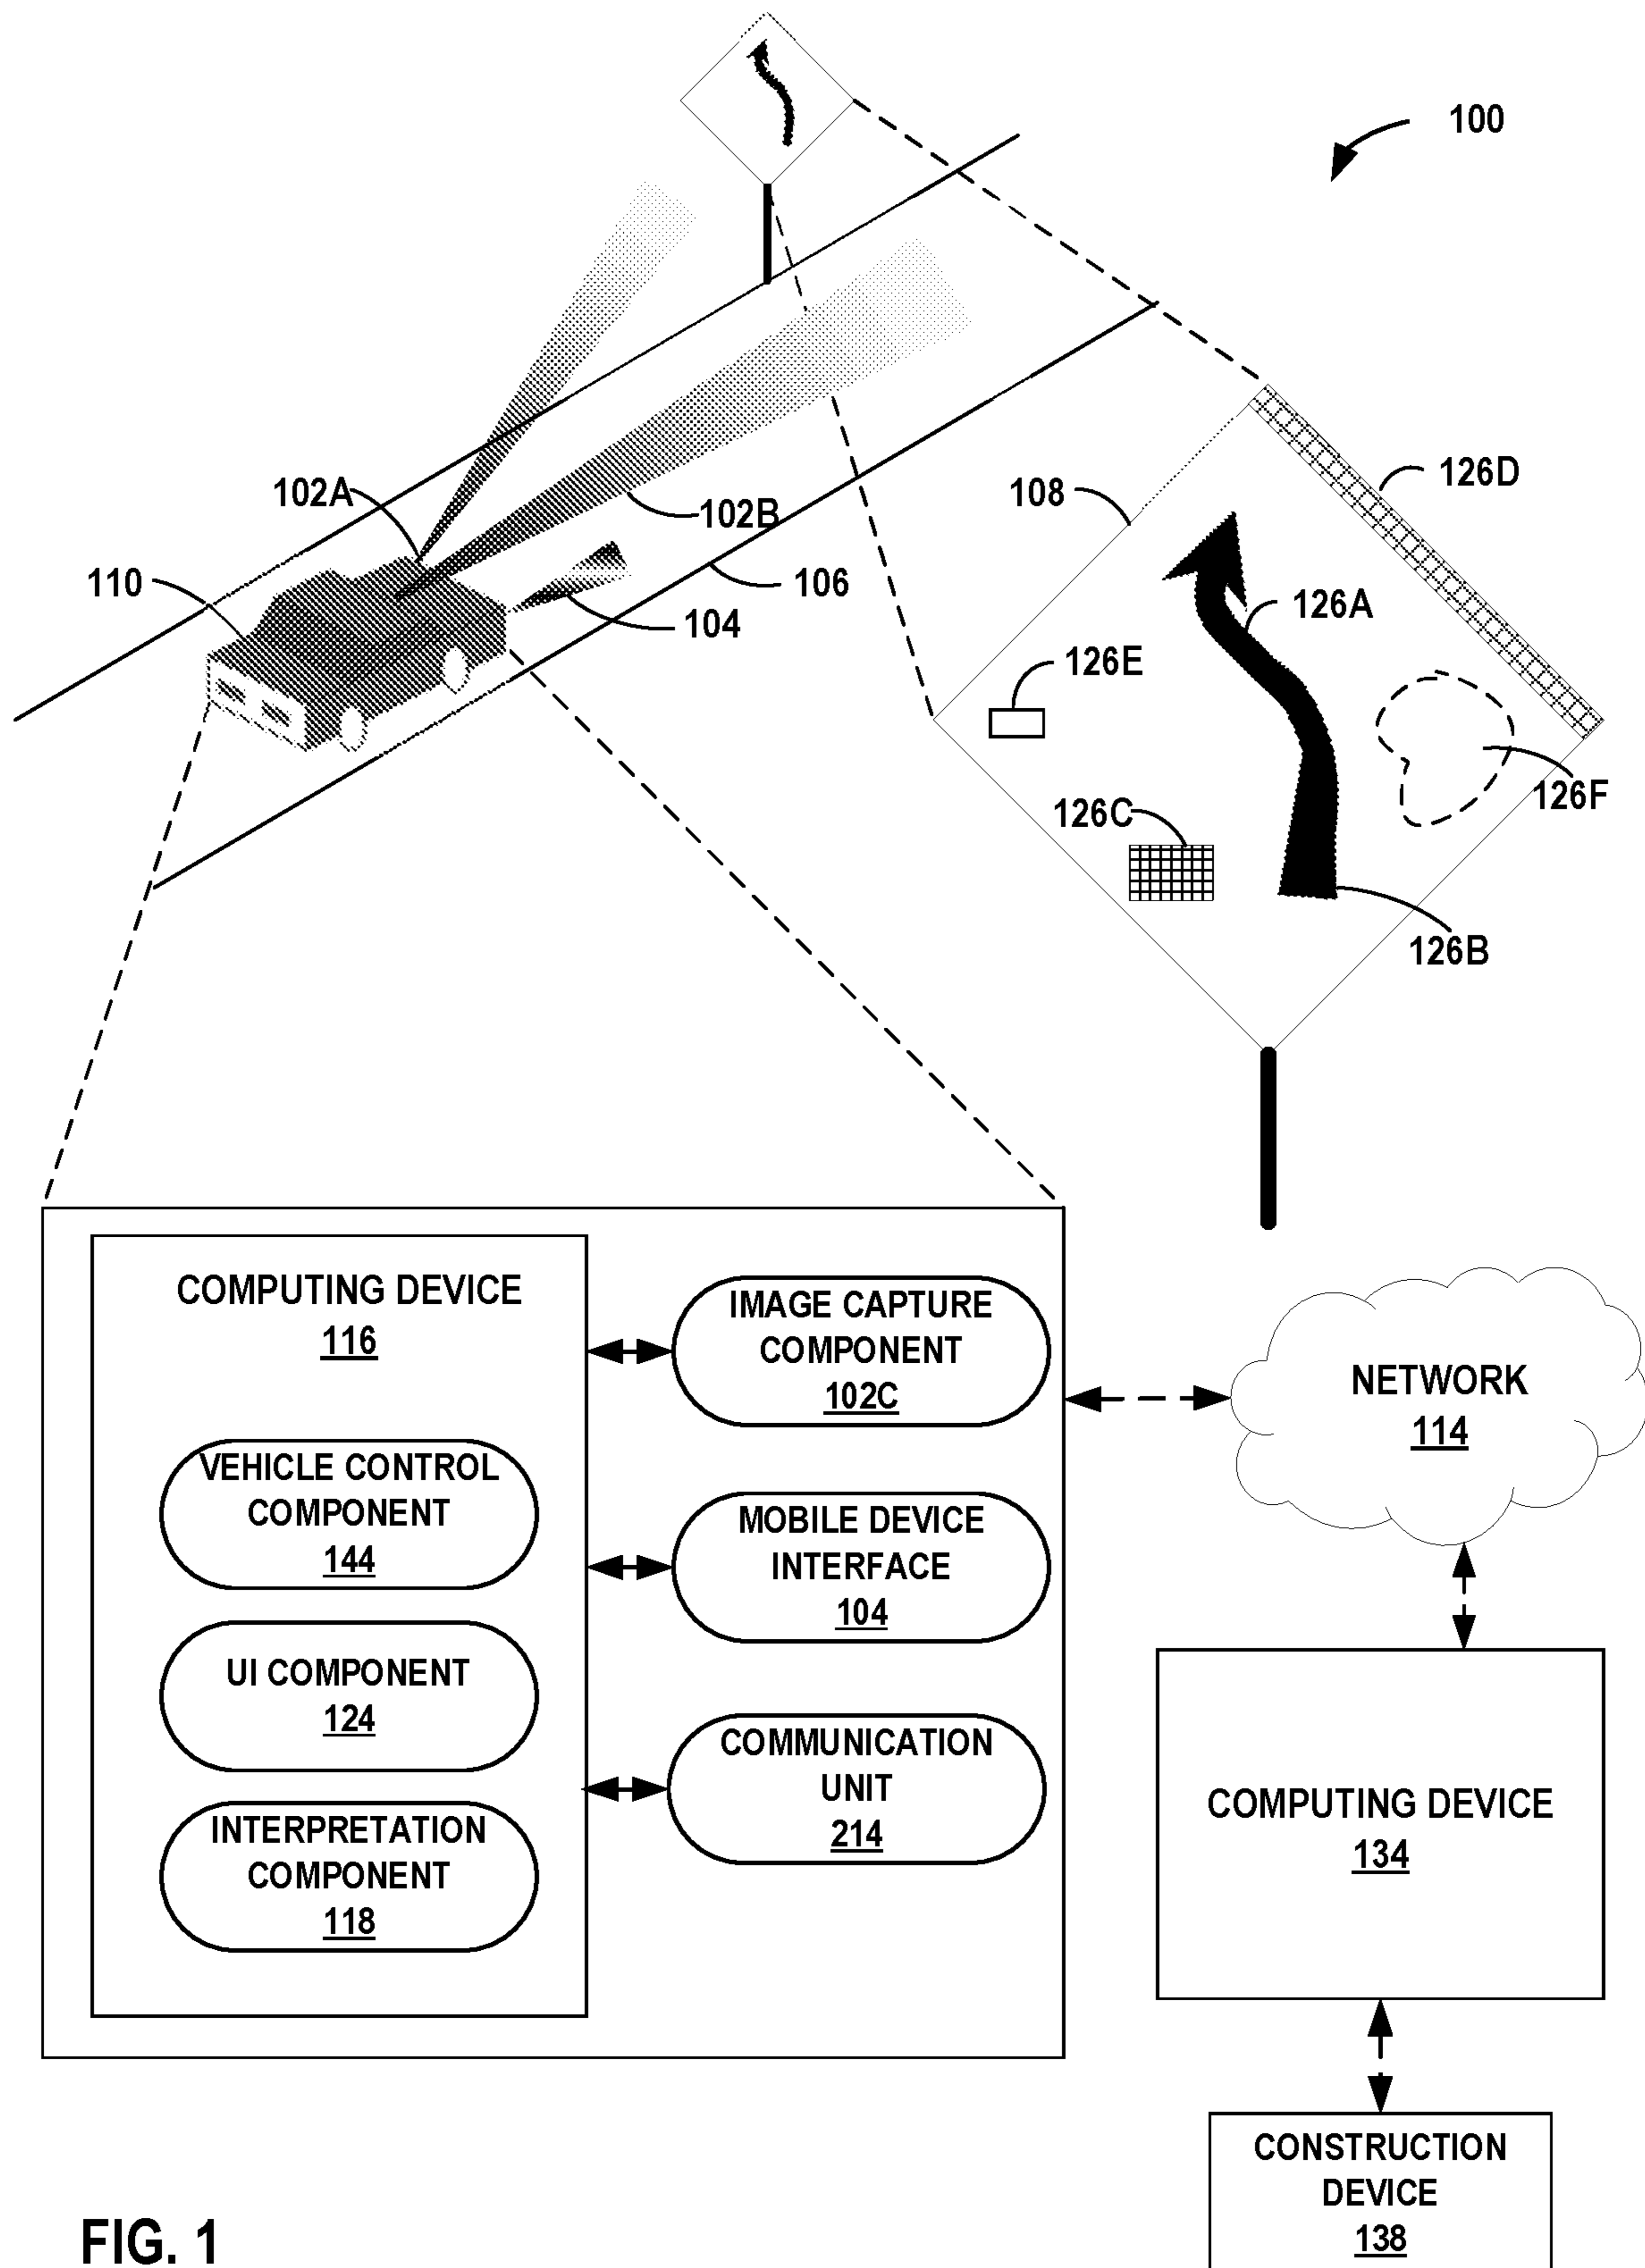 100
102A
102B
110
104
106
108
126D
126A
126E
126C
126F
126B
COMPUTING DEVICE
116
VEHICLE CONTROL
COMPONENT
144
UI COMPONENT
124
INTERPRETATION
COMPONENT
118
IMAGE CAPTURE
COMPONENT
102C
MOBILE DEVICE
INTERFACE
104
COMMUNICATION
UNIT
214
NETWORK
114
COMPUTING DEVICE
134
CONSTRUCTION
DEVICE
138
FIG. 1